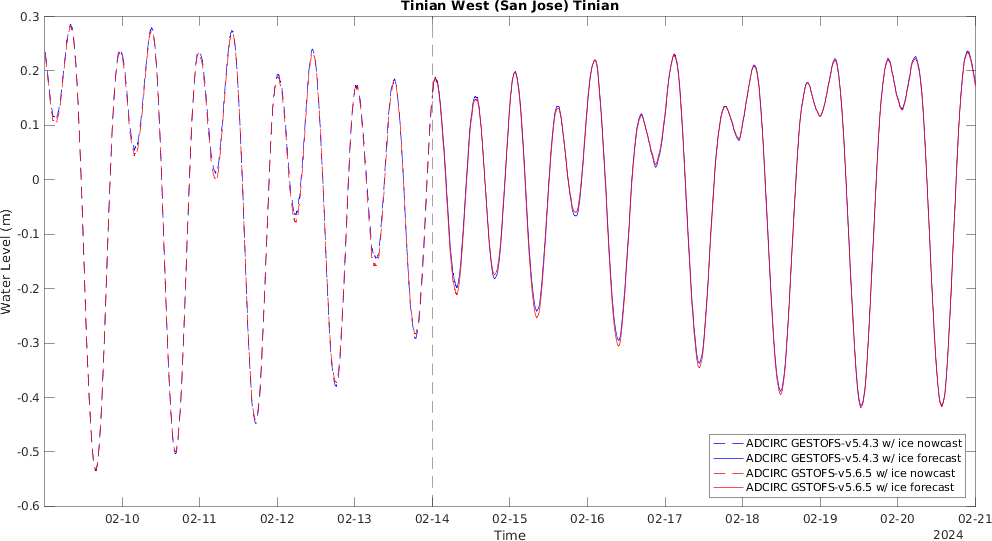 Tinian West (San Jose) Tinian
0.3
0.2
0.1
0
-0.1
-0.2
-0.3
-0.4
-0.5
-0.6
Water Level (m)
02-10 02-11 02-12 02-13 02-14 02-15 02-16 02-17 02-18 02-19 02-20 02-21
Time
2024
ADCIRC GESTOFS-v5.4.3 w/ ice nowcast
ADCIRC GESTOFS-v5.4.3 w/ ice forecast
ADCIRC GSTOFS-v5.6.5 w/ ice nowcast
ADCIRC GSTOFS-v5.6.5 w/ ice forecast